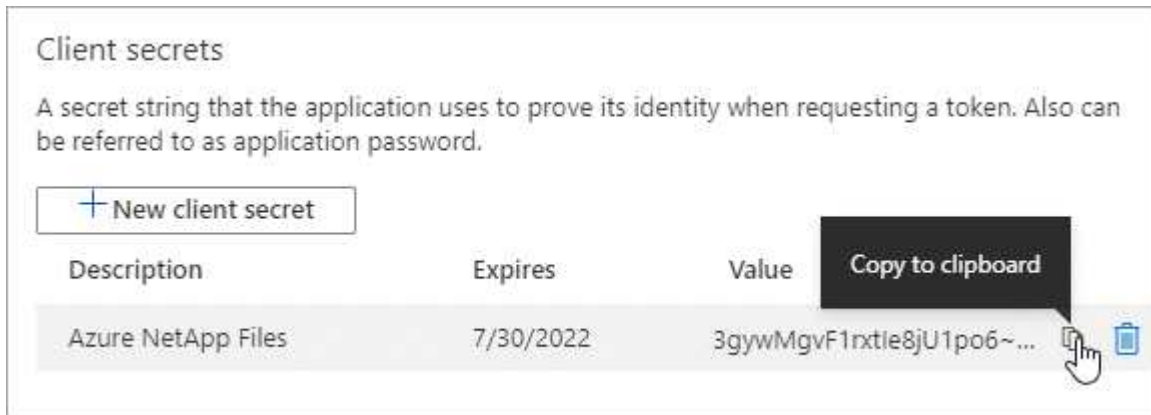 Client secrets
A secret string that the application uses to prove its identity when requesting a token. Also can
be referred to as application password.
+ New client secret
Description Expires Value Copy to clipboard
Azure NetApp Files 7/30/2022 3gywMgvF1rxtIe8jU1po6~...